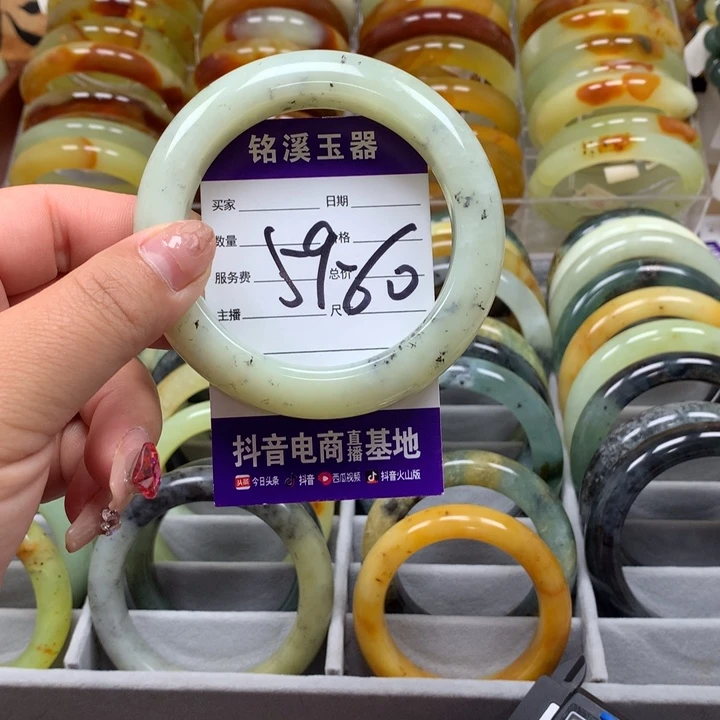 铭溪玉器
买家 日期
数量 格
服务费 总价
59-60
主播 尺
抖音电商直播基地
头条 今日头条 抖音 西瓜视频 抖音火山版